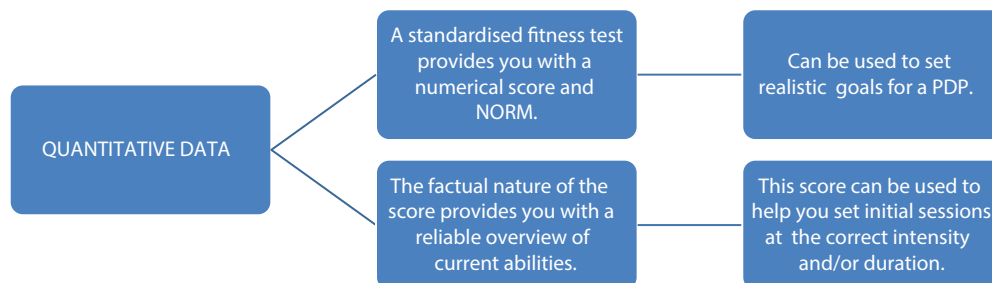 QUANTITATIVE DATA
A standardised fitness test
provides you with a
numerical score and
NORM.
Can be used to set
realistic goals for a PDP.
The factual nature of the
score provides you with a
reliable overview of
current abilities.
This score can be used to
help you set initial sessions
at the correct intensity
and/or duration.